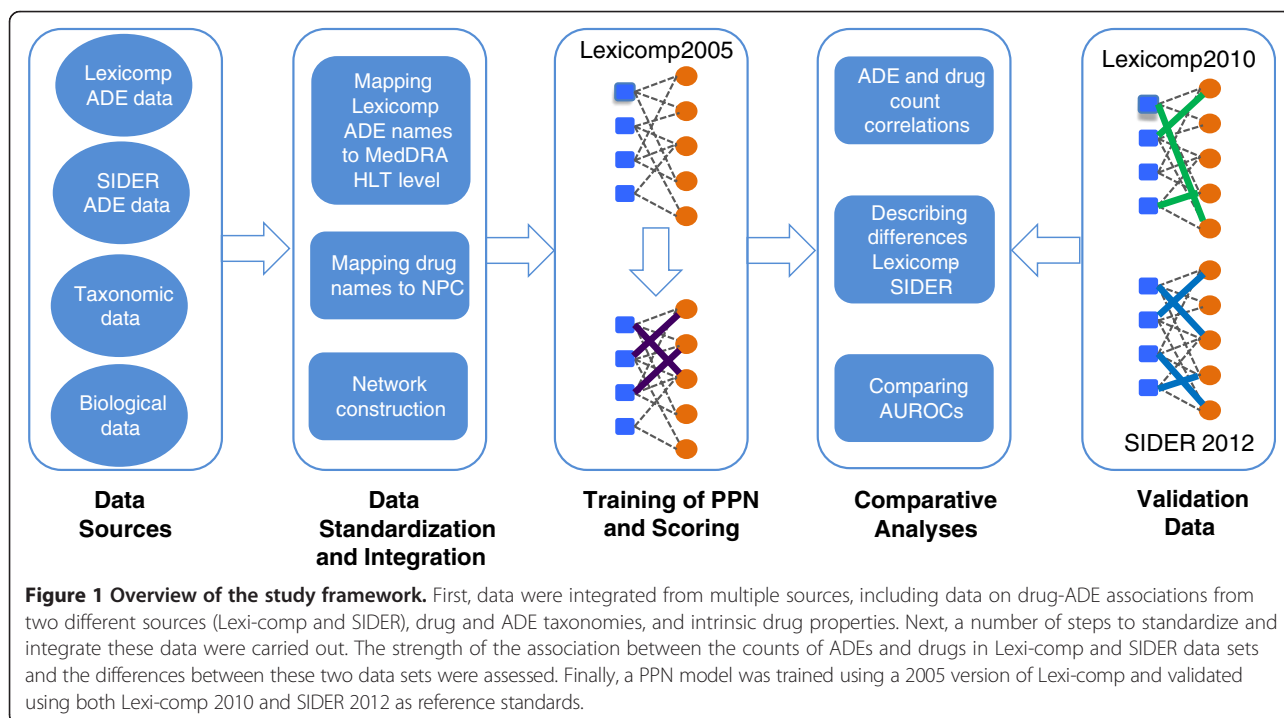 Lexicomp
ADE data
SIDER
ADE data
Taxonomic
data
Biological
data
Data
Sources
Mapping
Lexicomp
ADE names
to MedDRA
HLT level
Mapping drug
names to NPC
Network
construction
Data
Standardization
and Integration
Lexicomp2005
Training of PPN
and Scoring
ADE and drug
count
correlations
Describing
differences
Lexicomp-
SIDER
Comparing
AUROCs
Comparative
Analyses
Lexicomp2010
SIDER 2012
Validation
Data
Figure 1 Overview of the study framework. First, data were integrated from multiple sources, including data on drug-ADE associations from
two different sources (Lexi-comp and SIDER), drug and ADE taxonomies, and intrinsic drug properties. Next, a number of steps to standardize and
integrate these data were carried out. The strength of the association between the counts of ADEs and drugs in Lexi-comp and SIDER data sets
and the differences between these two data sets were assessed. Finally, a PPN model was trained using a 2005 version of Lexi-comp and validated
using both Lexi-comp 2010 and SIDER 2012 as reference standards.